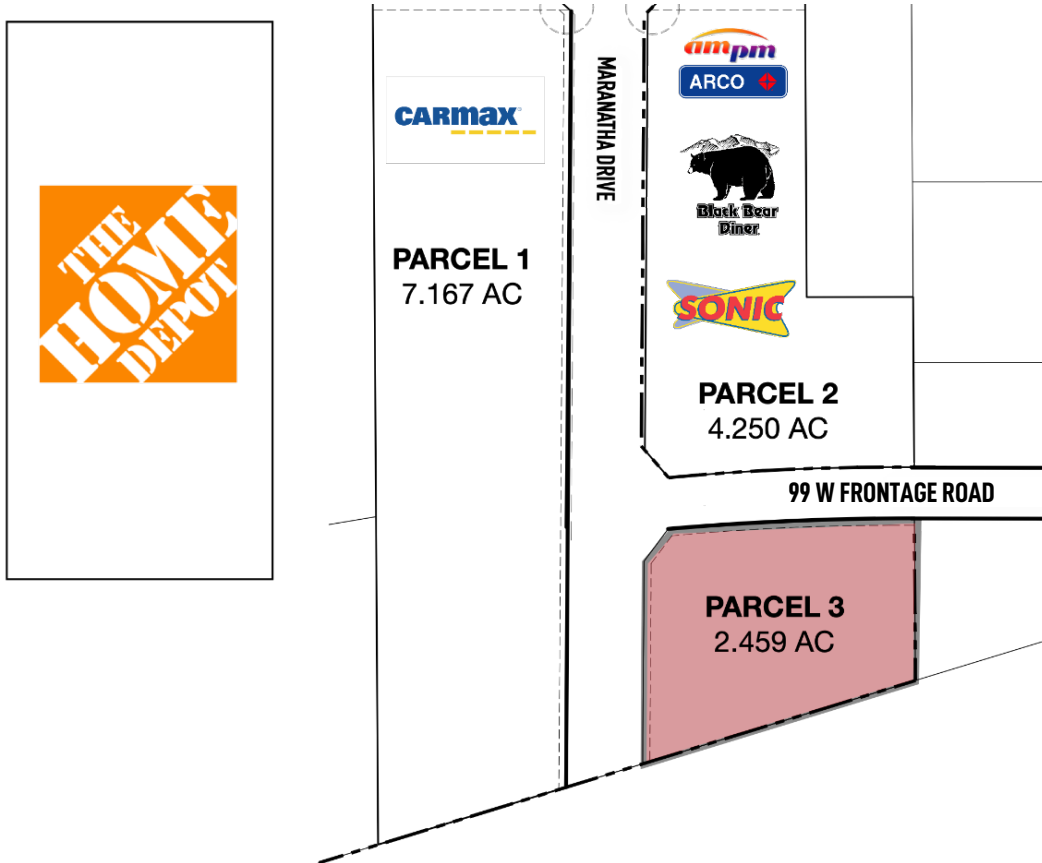 THE
HOME
DEPOT
CARMAX
PARCEL 1
7.167 AC
MARANATHA DRIVE
ampm
ARCO
Black Bear
Diner
SONIC
PARCEL 2
4.250 AC
99 W FRONTAGE ROAD
PARCEL 3
2.459 AC